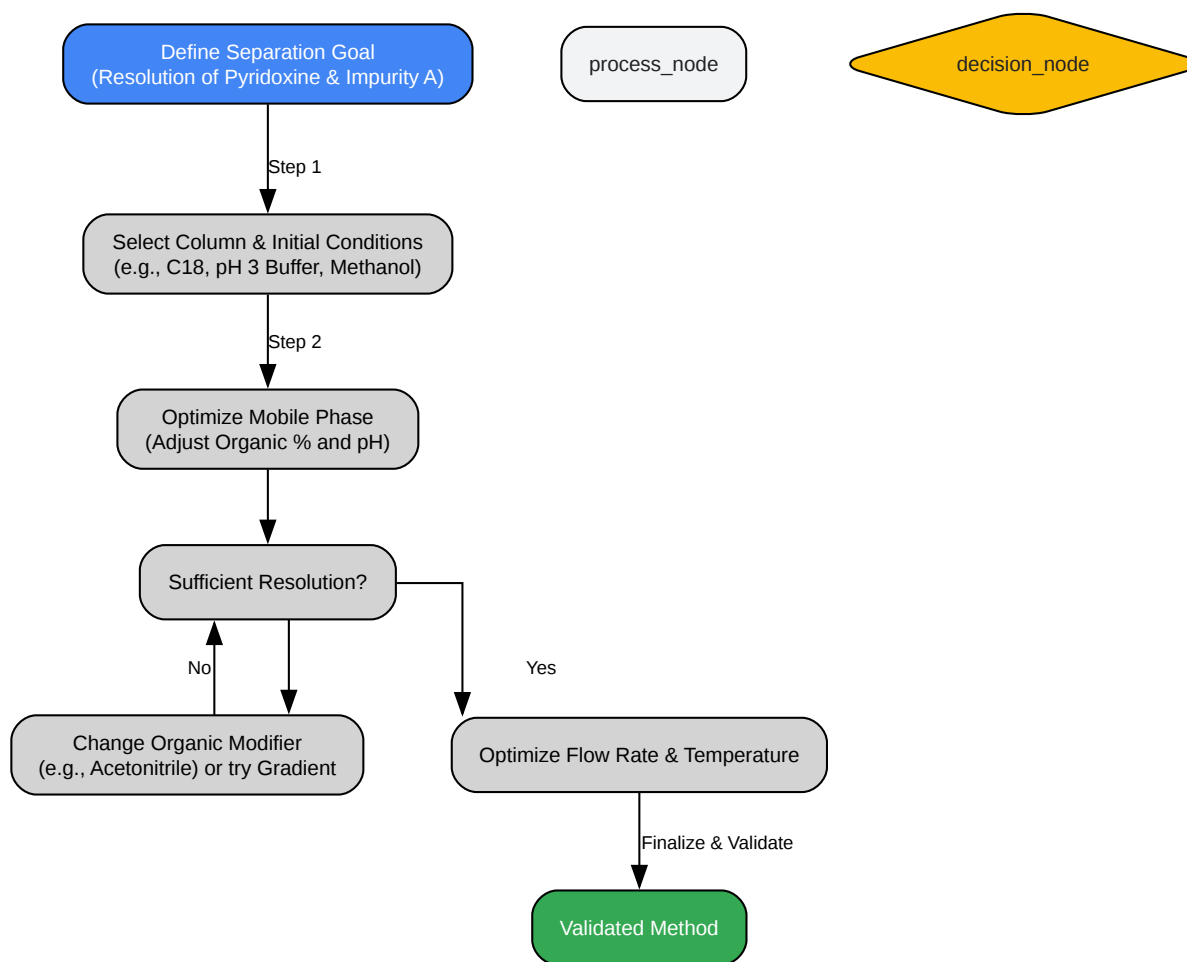 Define Separation Goal
(Resolution of Pyridoxine & Impurity A)
process_node
decision_node
Step 1
Select Column & Initial Conditions
(e.g., C18, pH 3 Buffer, Methanol)
Step 2
Optimize Mobile Phase
(Adjust Organic % and pH)
Sufficient Resolution?
No
Yes
Change Organic Modifier
(e.g., Acetonitrile) or try Gradient
Optimize Flow Rate & Temperature
Finalize & Validate
Validated Method